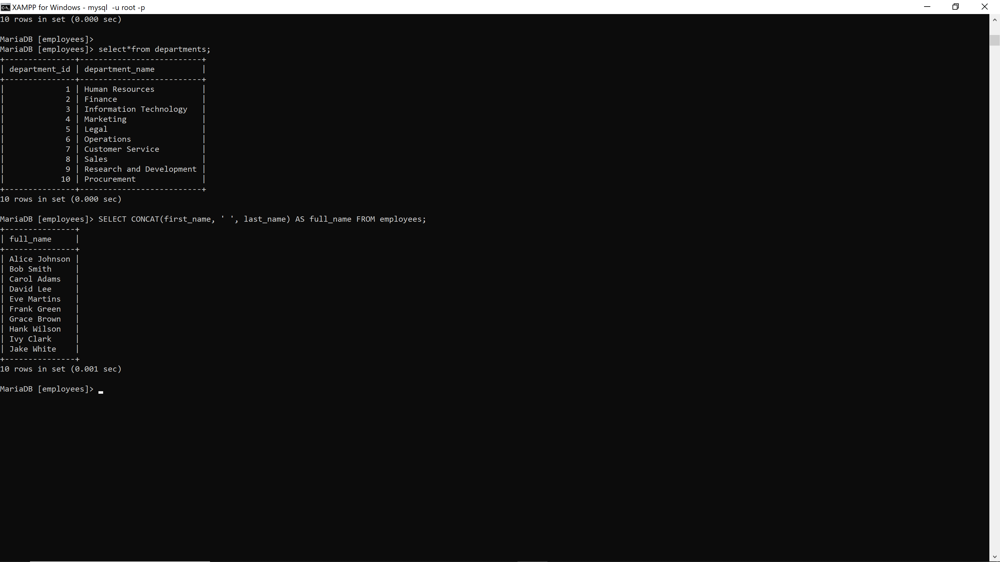 XAMPP for Windows - mysql  -u root -p
10 rows in set (0.000 sec)
MariaDB [employees]>
MariaDB [employees]> select*from departments;
+---------------+--------------------------+
| department_id | department_name          |
+---------------+--------------------------+
|             1 | Human Resources          |
|             2 | Finance                  |
|             3 | Information Technology   |
|             4 | Marketing                |
|             5 | Legal                    |
|             6 | Operations               |
|             7 | Customer Service         |
|             8 | Sales                    |
|             9 | Research and Development |
|            10 | Procurement              |
+---------------+--------------------------+
10 rows in set (0.000 sec)
MariaDB [employees]> SELECT CONCAT(first_name, ' ', last_name) AS full_name FROM employees;
+---------------+
| full_name     |
+---------------+
| Alice Johnson |
| Bob Smith     |
| Carol Adams   |
| David Lee     |
| Eve Martins   |
| Frank Green   |
| Grace Brown   |
| Hank Wilson   |
| Ivy Clark     |
| Jake White    |
+---------------+
10 rows in set (0.001 sec)
MariaDB [employees]>